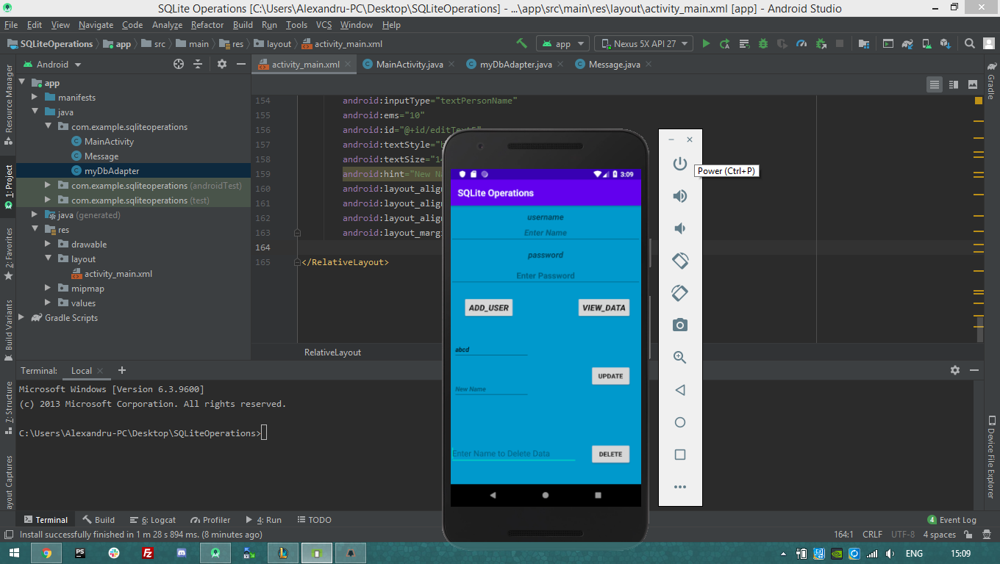 SQLite Operations [C:\Users\Alexandru-PC\Desktop\SQLiteOperations] - ...\app\src\main\res\layout\activity_main.xml [app] - Android Studio
File Edit View Navigate Code Analyze Refactor Build Run Tools VCS Window Help
SQLiteOperations app src main res layout activity_main.xml
app
Nexus 5X API 27
Android
activity_main.xml
MainActivity.java
myDbAdapter.java
Message.java
Resource Manager
1: Project
2: Favorites
Build Variants
7: Structure
ayout Captures
app
manifests
java
com.example.sqliteoperations
MainActivity
Message
myDbAdapter
com.example.sqliteoperations (androidTest)
com.example.sqliteoperations (test)
java (generated)
res
drawable
layout
activity_main.xml
mipmap
values
Gradle Scripts
154 android:inputType="textPersonName"
155 android:ems="10"
156 android:id="@+id/editText5"
157 android:textStyle="b
158 android:textSize="14
159 android:hint="New Na
160 android:layout_align
161 android:layout_align
162 android:layout_align
163 android:layout_margi
164
165 </RelativeLayout>
RelativeLayout
Gradle
Device File Explorer
3:09
SQLite Operations
username
Enter Name
password
Enter Password
ADD_USER
VIEW_DATA
abcd
UPDATE
New Name
Enter Name to Delete Data
DELETE
Power (Ctrl+P)
Terminal: Local
Microsoft Windows [Version 6.3.9600]
(c) 2013 Microsoft Corporation. All rights reserved.
C:\Users\Alexandru-PC\Desktop\SQLiteOperations>
Terminal Build 6: Logcat Profiler 4: Run TODO
4 Event Log
Install successfully finished in 1 m 28 s 894 ms. (8 minutes ago)
164:1 CRLF UTF-8 4 spaces
PS
FZ
ENG
15:09